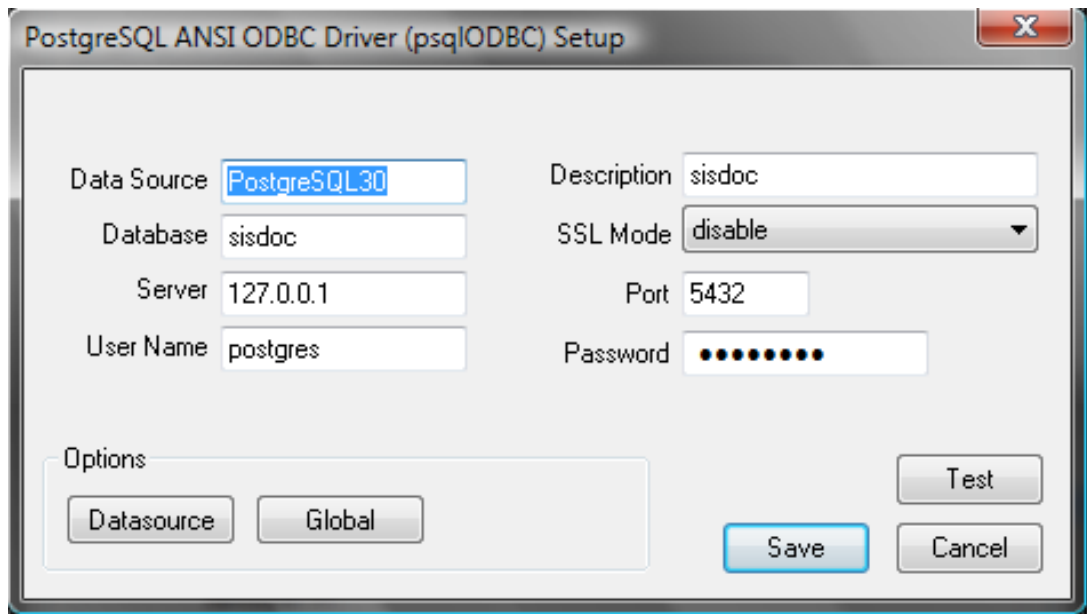 PostgreSQL ANSI ODBC Driver (psqlODBC) Setup
Data Source PostgreSQL30
Description sisdoc
Database sisdoc
SSL Mode disable
Server 127.0.0.1
Port 5432
User Name postgres
Password ••••••••
Options
Datasource Global
Test
Save Cancel